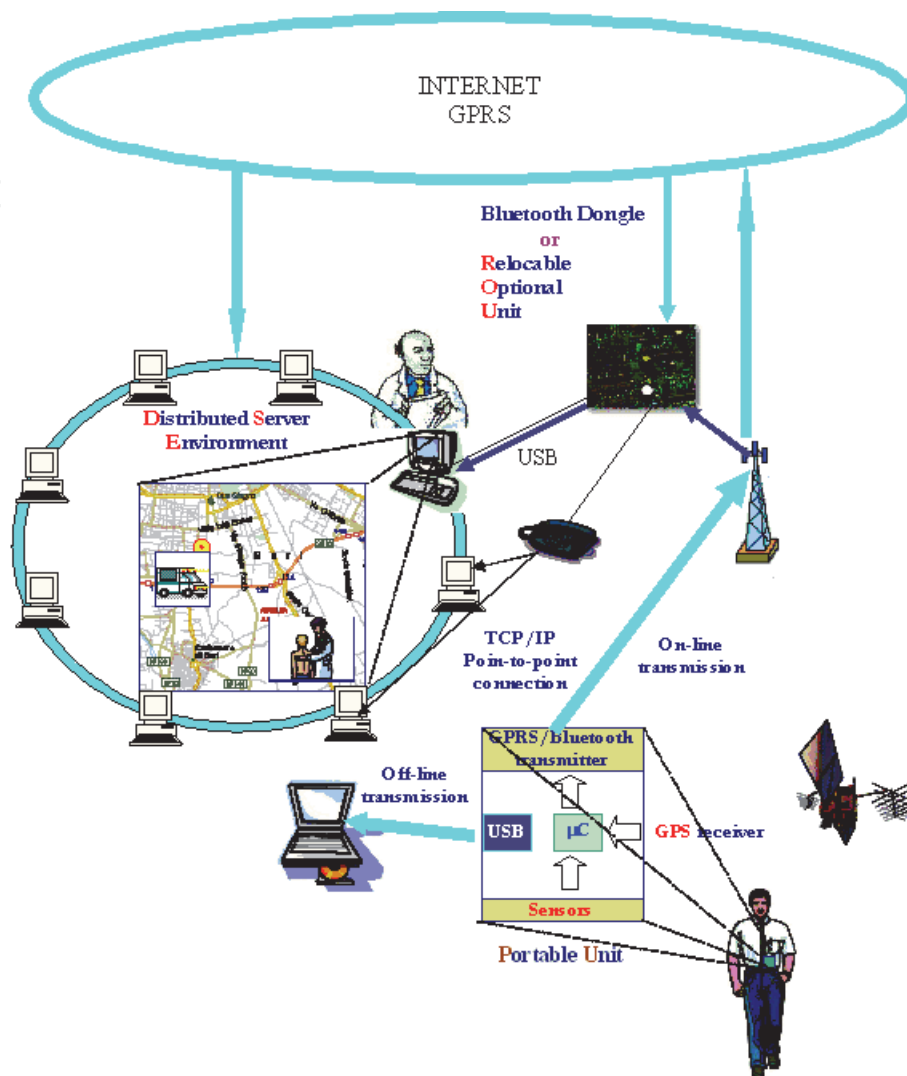 INTERNET
GPRS
Bluetooth Dongle
or
Relocable
Optional
Unit
Distributed Server
Environment
USB
TCP/IP
Poin-to-point
connection
On-line
transmission
GPRS/Bluetooth
transmitter
Off-line
transmission
USB
µC
GPS receiver
Sensors
Portable Unit